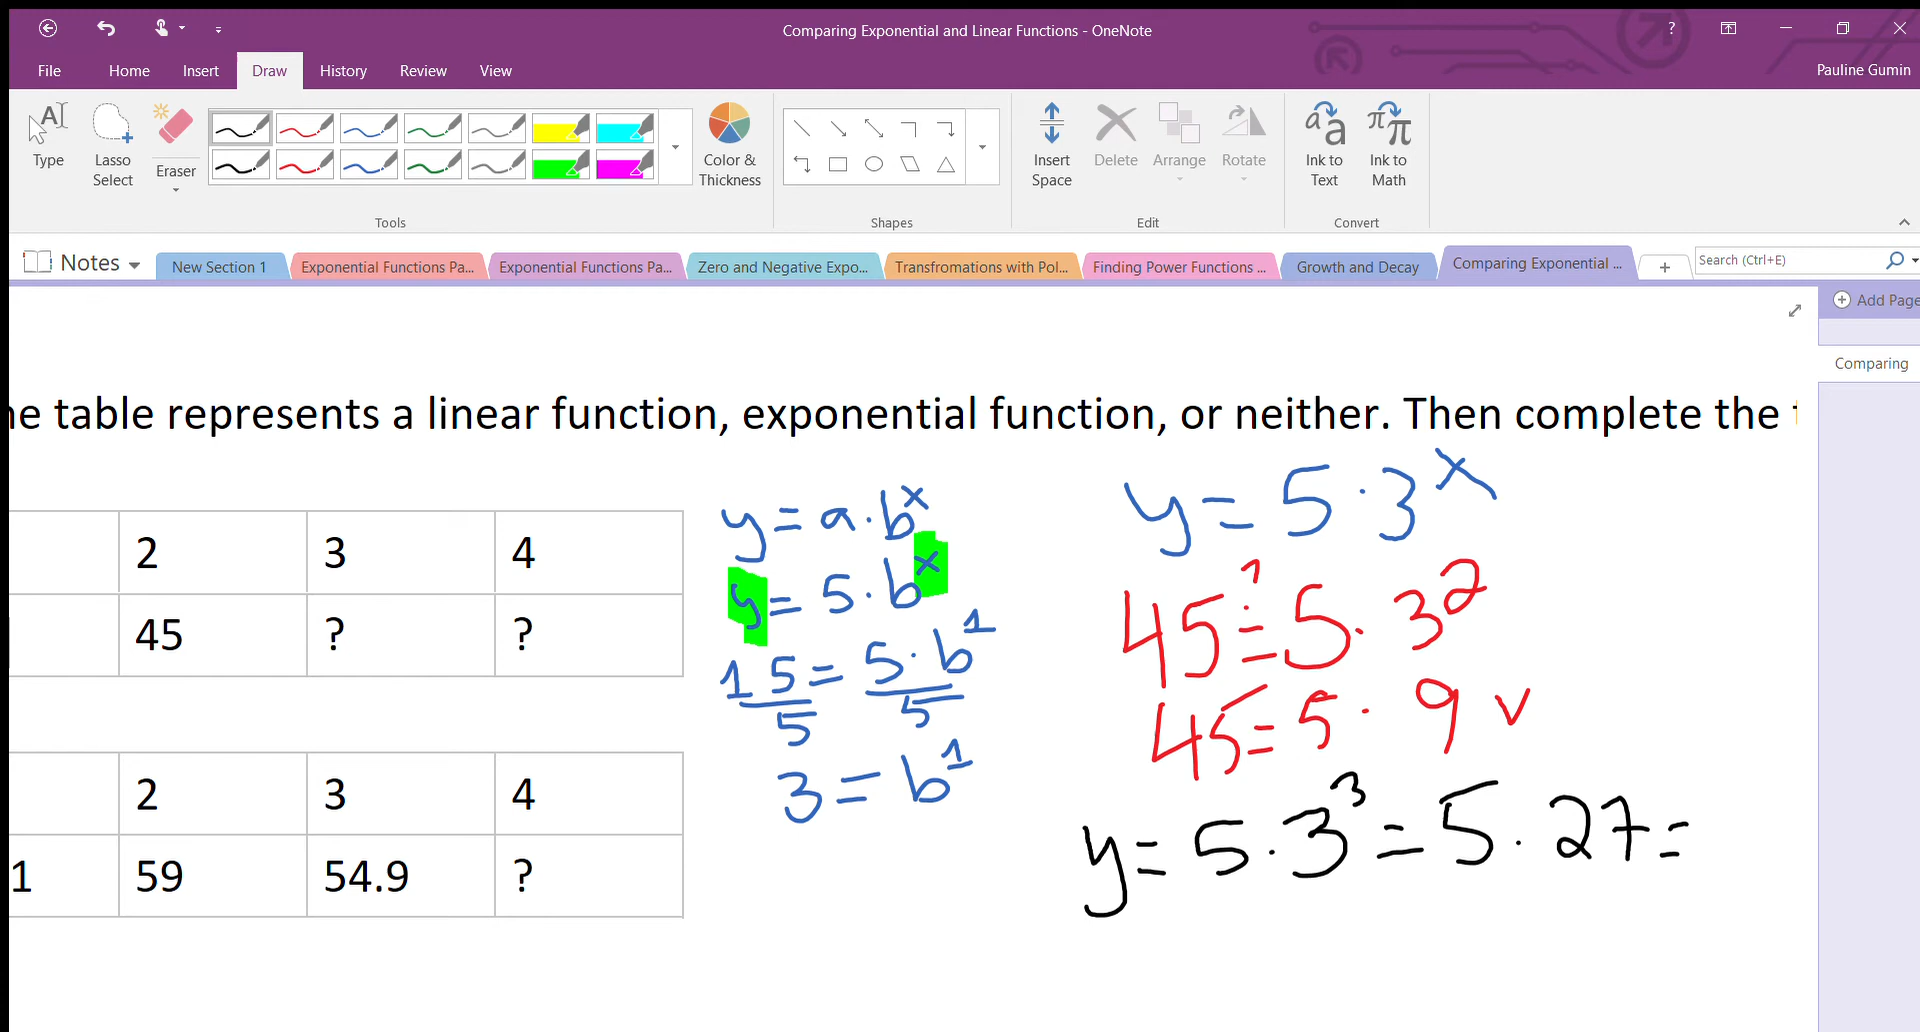 Comparing Exponential and Linear Functions - OneNote
?
File Home Insert Draw History Review View
Pauline Gumin
Type
Lasso Select
Eraser
Color & Thickness
Insert Space
Delete
Arrange
Rotate
Ink to Text
Ink to Math
Tools Shapes Edit Convert
Notes
New Section 1
Exponential Functions Pa...
Exponential Functions Pa...
Zero and Negative Expo...
Transfromations with Pol...
Finding Power Functions ...
Growth and Decay
Comparing Exponential ...
Search (Ctrl+E)
Add Page
Comparing
he table represents a linear function, exponential function, or neither. Then complete the t
2 3 4
45 ? ?
2 3 4
1 59 54.9 ?
y = a · b^x
y = 5 · b^x
15/5 = 5 · b^1/5
3 = b^1
y = 5 · 3^x
45 ?= 5 · 3^2
45 = 5 · 9 ✓
y = 5 · 3^3 = 5 · 27 =